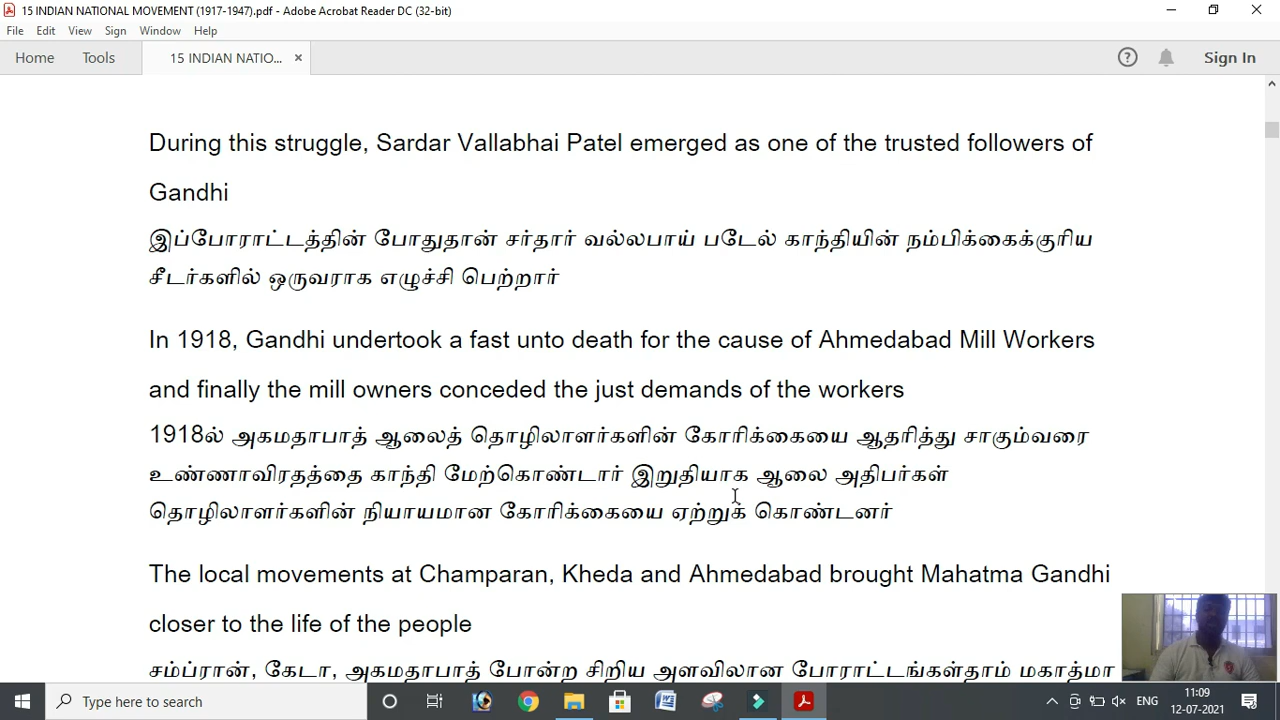 15 INDIAN NATIONAL MOVEMENT (1917-1947).pdf - Adobe Acrobat Reader DC (32-bit)
File Edit View Sign Window Help
Home Tools 15 INDIAN NATIO... × Sign In
During this struggle, Sardar Vallabhai Patel emerged as one of the trusted followers of
Gandhi
இப்போராட்டத்தின் போதுதான் சர்தார் வல்லபாய் படேல் காந்தியின் நம்பிக்கைக்குரிய
சீடர்களில் ஒருவராக எழுச்சி பெற்றார்
In 1918, Gandhi undertook a fast unto death for the cause of Ahmedabad Mill Workers
and finally the mill owners conceded the just demands of the workers
1918ல் அகமதாபாத் ஆலைத் தொழிலாளர்களின் கோரிக்கையை ஆதரித்து சாகும்வரை
உண்ணாவிரதத்தை காந்தி மேற்கொண்டார் இறுதியாக ஆலை அதிபர்கள்
தொழிலாளர்களின் நியாயமான கோரிக்கையை ஏற்றுக் கொண்டனர்
The local movements at Champaran, Kheda and Ahmedabad brought Mahatma Gandhi
closer to the life of the people
சம்ப்ரான், கேடா, அகமதாபாத் போன்ற சிறிய அளவிலான போராட்டங்கள்தாம் மகாத்மா
Type here to search
ENG
11:09
12-07-2021